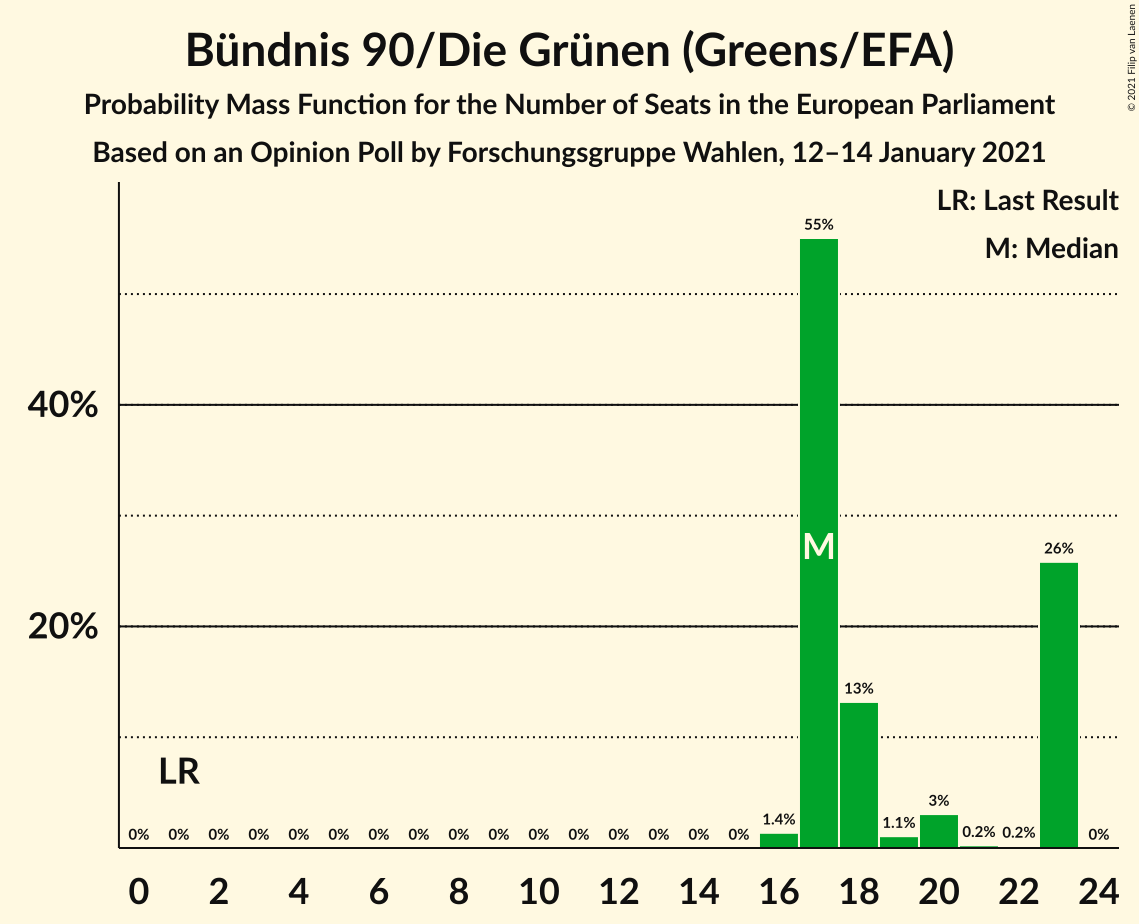 Bündnis 90/Die Grünen (Greens/EFA)
Probability Mass Function for the Number of Seats in the European Parliament
Based on an Opinion Poll by Forschungsgruppe Wahlen, 12–14 January 2021
© 2021 Filip van Laenen
LR: Last Result
M: Median
55%
40%
M
26%
20%
13%
LR
3%
1.4%
1.1%
0.2%
0.2%
0% 0% 0% 0% 0% 0% 0% 0% 0% 0% 0% 0% 0% 0% 0% 0% 0%
0 2 4 6 8 10 12 14 16 18 20 22 24